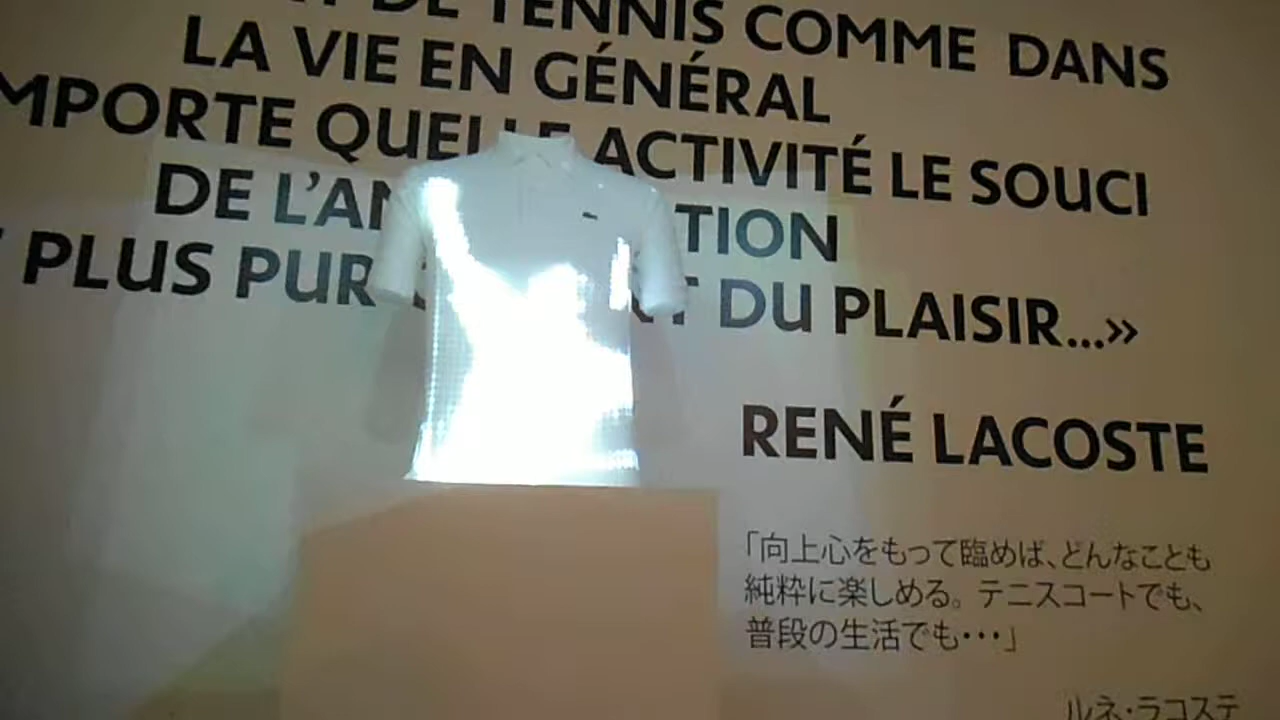 DE TENNIS COMME DANS
LA VIE EN GÉNÉRAL
QUELLE ACTIVITÉ LE SOUCI
DE
PLUS PUR DU PLAISIR...»
RENÉ LACOSTE
「向上心をもって臨めば、どんなことも
純粋に楽しめる。テニスコートでも、
普段の生活でも・・・」
ルネ・ラコステ